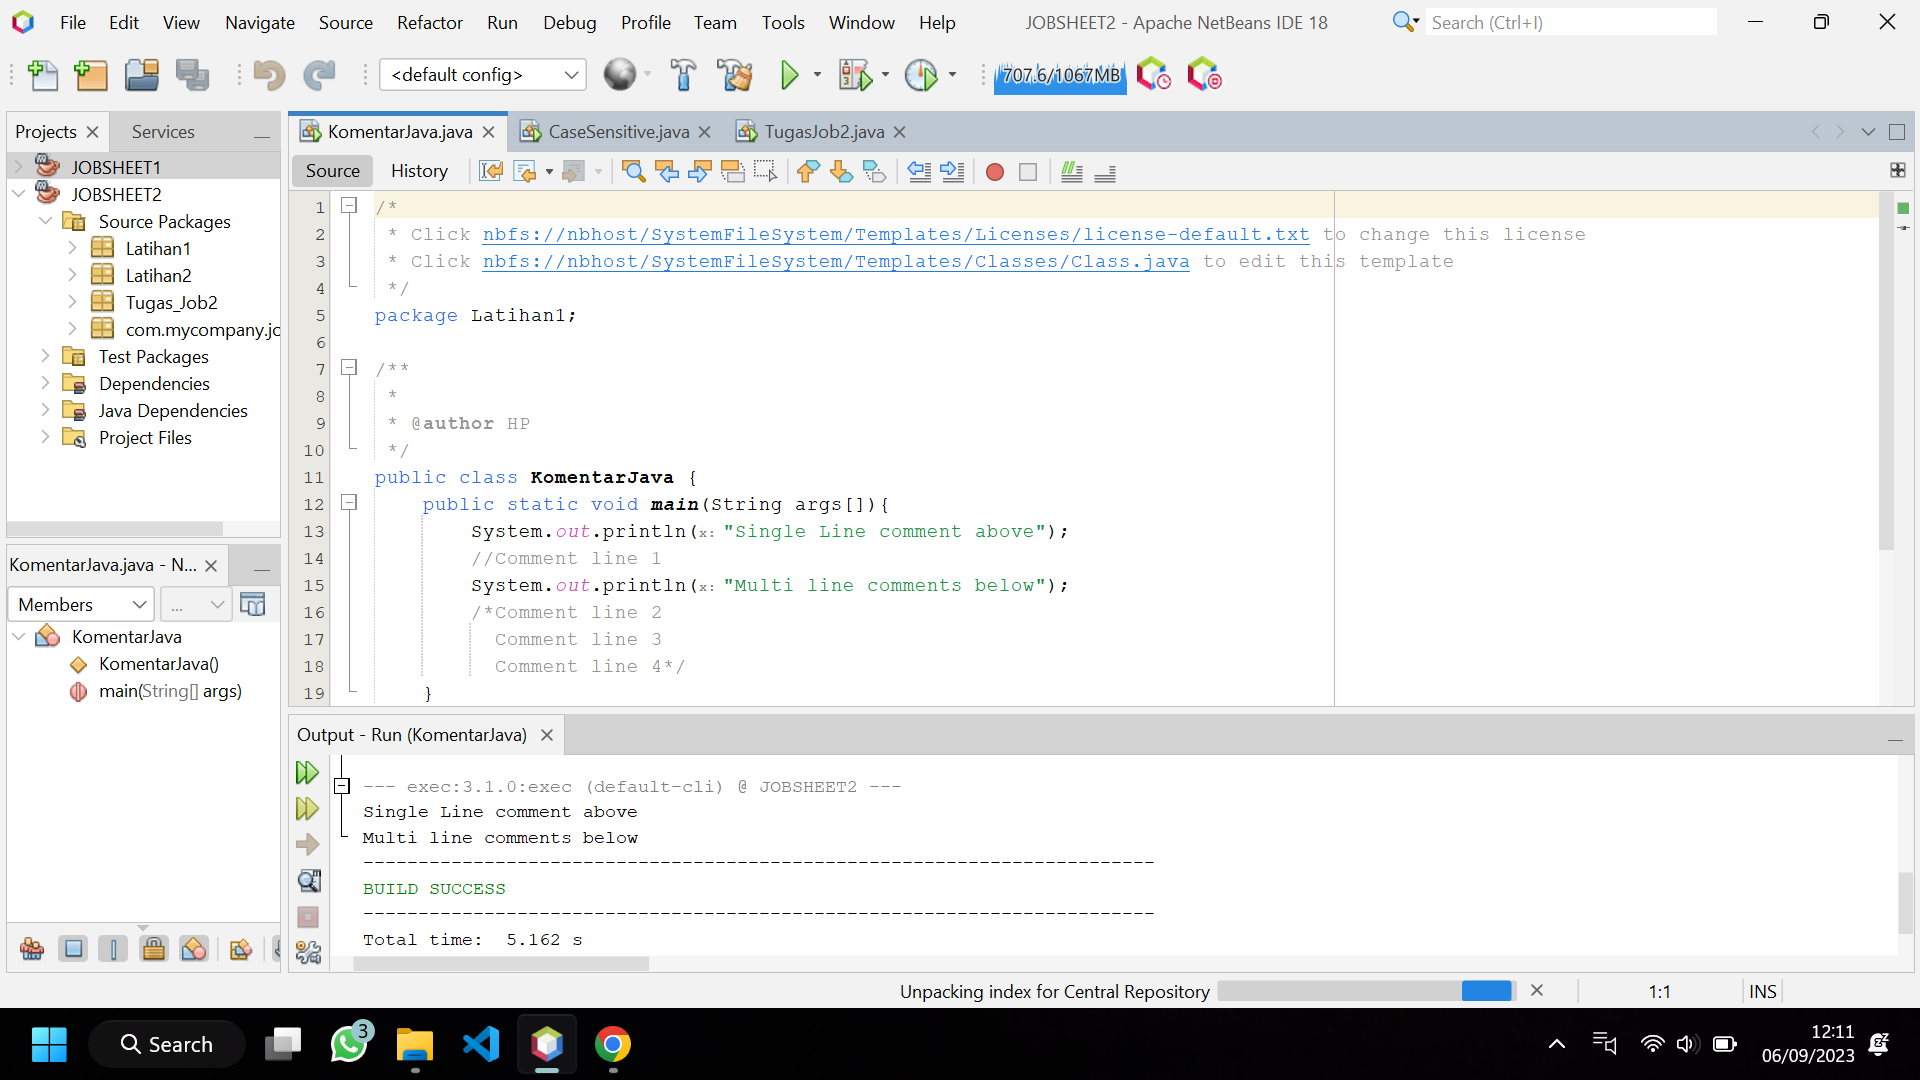 File Edit View Navigate Source Refactor Run Debug Profile Team Tools Window Help JOBSHEET2 - Apache NetBeans IDE 18 Search (Ctrl+I)
<default config> 707.6/1067MB
Projects Services
JOBSHEET1
JOBSHEET2
Source Packages
Latihan1
Latihan2
Tugas_Job2
com.mycompany.jo
Test Packages
Dependencies
Java Dependencies
Project Files
KomentarJava.java - N...
Members ...
KomentarJava
KomentarJava()
main(String[] args)
KomentarJava.java CaseSensitive.java TugasJob2.java
Source History
1 /*
2 * Click nbfs://nbhost/SystemFileSystem/Templates/Licenses/license-default.txt to change this license
3 * Click nbfs://nbhost/SystemFileSystem/Templates/Classes/Class.java to edit this template
4 */
5 package Latihan1;
6
7 /**
8 *
9 * @author HP
10 */
11 public class KomentarJava {
12 public static void main(String args[]){
13 System.out.println(x: "Single Line comment above");
14 //Comment line 1
15 System.out.println(x: "Multi line comments below");
16 /*Comment line 2
17 Comment line 3
18 Comment line 4*/
19 }
Output - Run (KomentarJava)
--- exec:3.1.0:exec (default-cli) @ JOBSHEET2 ---
Single Line comment above
Multi line comments below
------------------------------------------------------------------------
BUILD SUCCESS
------------------------------------------------------------------------
Total time: 5.162 s
Unpacking index for Central Repository 1:1 INS
Search 3 12:11
06/09/2023